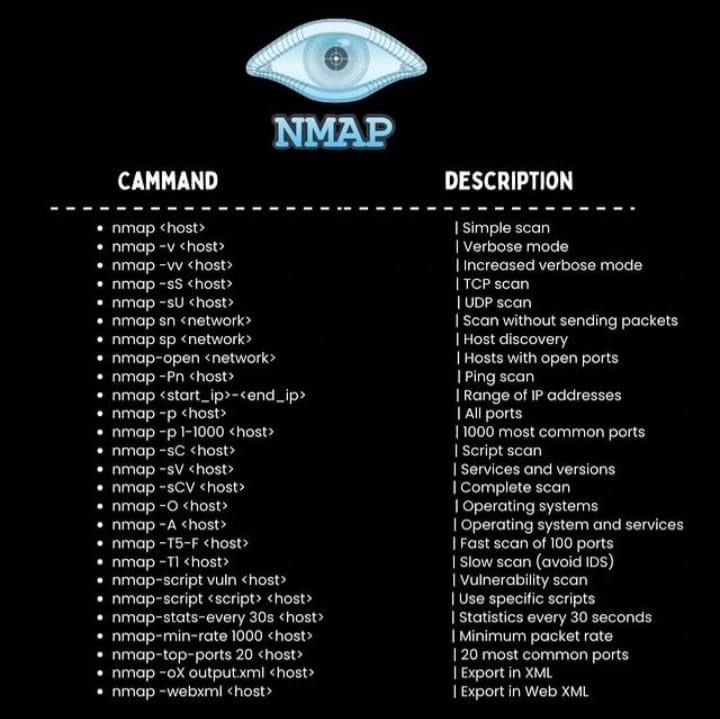 NMAP
CAMMAND DESCRIPTION
• nmap <host> | Simple scan
• nmap -v <host> | Verbose mode
• nmap -vv <host> | Increased verbose mode
• nmap -sS <host> | TCP scan
• nmap -sU <host> | UDP scan
• nmap sn <network> | Scan without sending packets
• nmap sp <network> | Host discovery
• nmap-open <network> | Hosts with open ports
• nmap -Pn <host> | Ping scan
• nmap <start_ip>-<end_ip> | Range of IP addresses
• nmap -p <host> | All ports
• nmap -p 1-1000 <host> | 1000 most common ports
• nmap -sC <host> | Script scan
• nmap -sV <host> | Services and versions
• nmap -sCV <host> | Complete scan
• nmap -O <host> | Operating systems
• nmap -A <host> | Operating system and services
• nmap -T5-F <host> | Fast scan of 100 ports
• nmap -T1 <host> | Slow scan (avoid IDS)
• nmap-script vuln <host> | Vulnerability scan
• nmap-script <script> <host> | Use specific scripts
• nmap-stats-every 30s <host> | Statistics every 30 seconds
• nmap-min-rate 1000 <host> | Minimum packet rate
• nmap-top-ports 20 <host> | 20 most common ports
• nmap -oX output.xml <host> | Export in XML
• nmap -webxml <host> | Export in Web XML